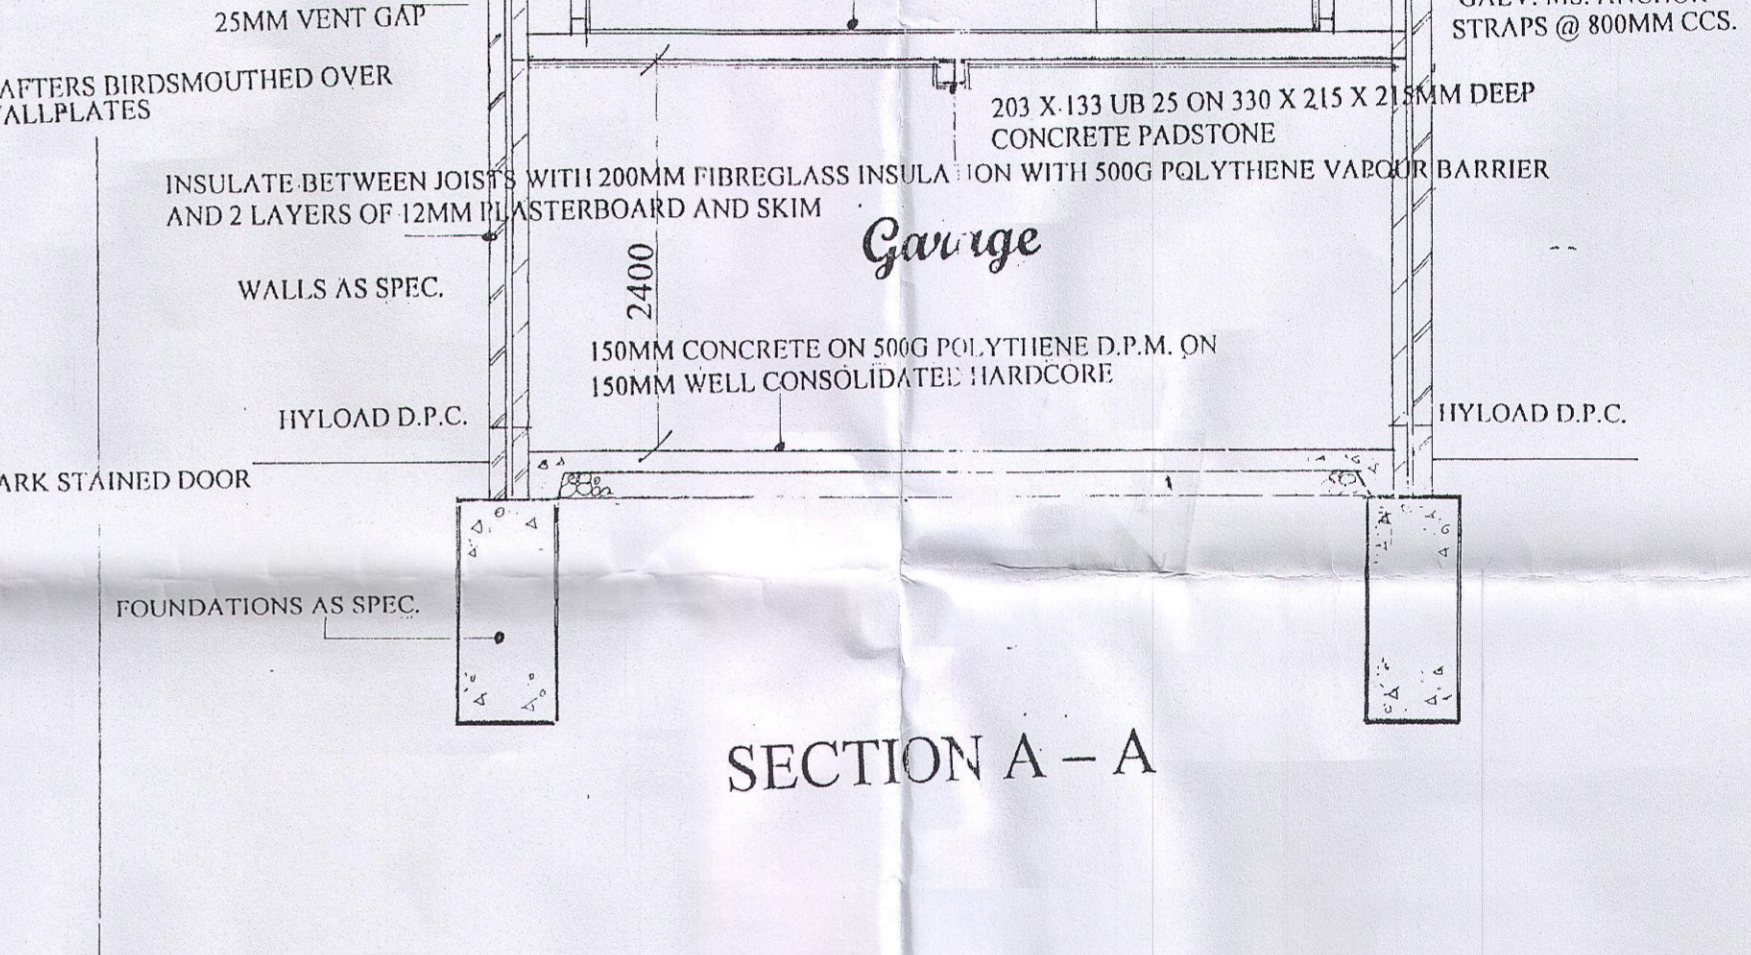 25MM VENT GAP
STRAPS @ 800MM CCS.
AFTERS BIRDSMOUTHED OVER
ALLPLATES
203 X 133 UB 25 ON 330 X 215 X 215MM DEEP
CONCRETE PADSTONE
INSULATE BETWEEN JOISTS WITH 200MM FIBREGLASS INSULATION WITH 500G POLYTHENE VAPOUR BARRIER
AND 2 LAYERS OF 12MM PLASTERBOARD AND SKIM
Garage
WALLS AS SPEC.
2400
150MM CONCRETE ON 500G POLYTHENE D.P.M. ON
150MM WELL CONSOLIDATED HARDCORE
HYLOAD D.P.C.
HYLOAD D.P.C.
ARK STAINED DOOR
FOUNDATIONS AS SPEC.
SECTION A – A